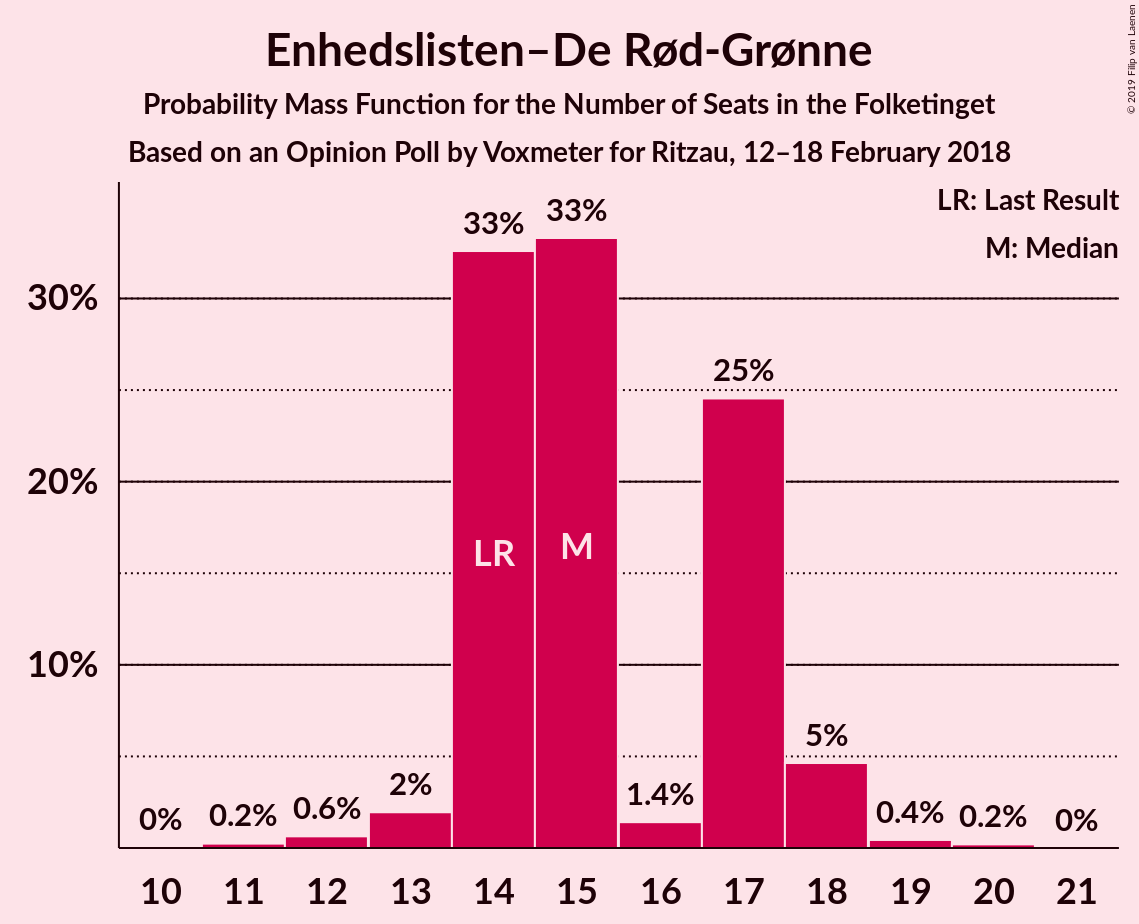 Enhedslisten–De Rød-Grønne
Probability Mass Function for the Number of Seats in the Folketinget
Based on an Opinion Poll by Voxmeter for Ritzau, 12–18 February 2018
© 2019 Filip van Laenen
LR: Last Result
M: Median
30%
20%
10%
0%
0.2%
0.6%
2%
33%
33%
1.4%
25%
5%
0.4%
0.2%
0%
LR
M
10 11 12 13 14 15 16 17 18 19 20 21